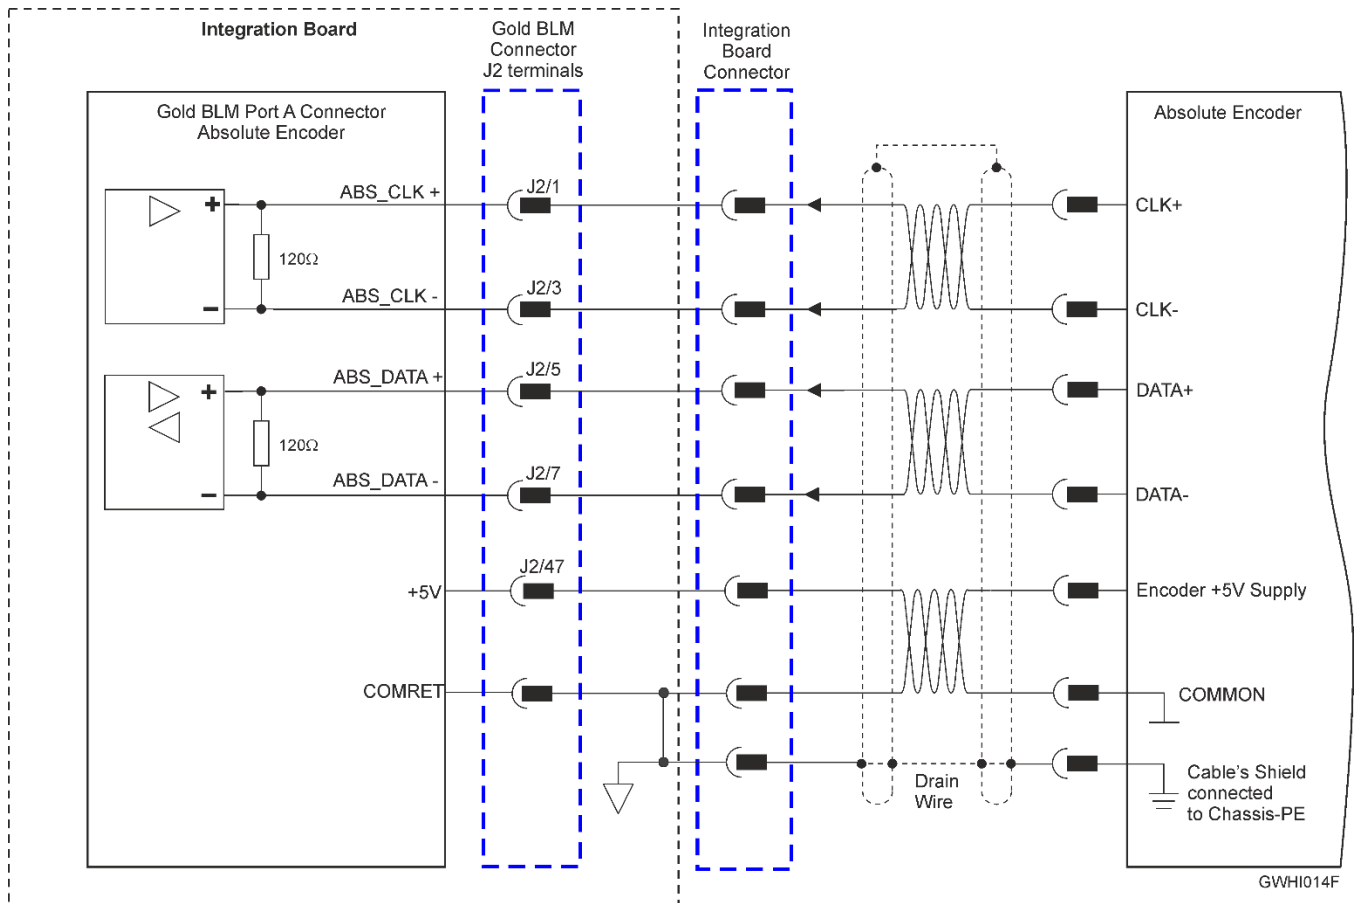 Integration Board
Gold BLM
Connector
J2 terminals
Integration
Board
Connector
Gold BLM Port A Connector
Absolute Encoder
Absolute Encoder
ABS_CLK +
J2/1
CLK+
+
120Ω
ABS_CLK -
J2/3
CLK-
-
ABS_DATA +
J2/5
DATA+
+
120Ω
ABS_DATA -
J2/7
DATA-
-
+5V
J2/47
Encoder +5V Supply
COMRET
COMMON
Drain
Wire
Cable's Shield
connected
to Chassis-PE
GWHI014F